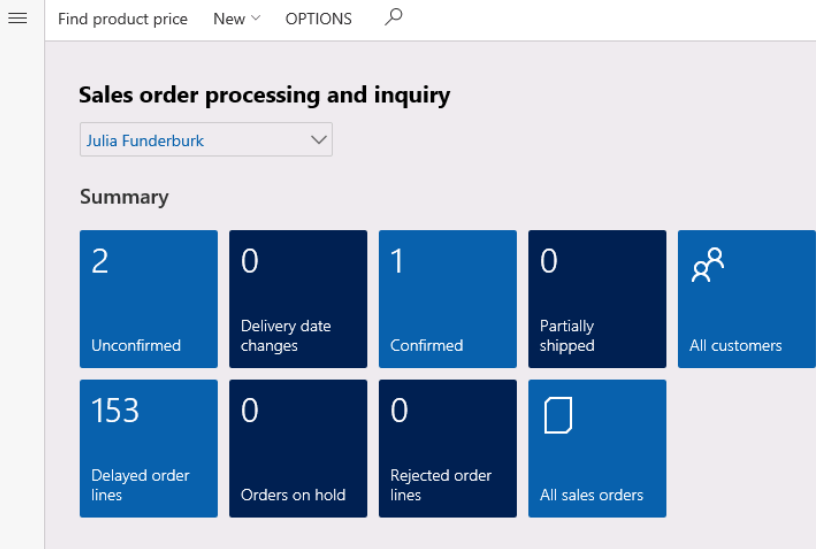 Find product price New OPTIONS
Sales order processing and inquiry
Julia Funderburk
Summary
2
Unconfirmed
0
Delivery date
changes
1
Confirmed
0
Partially
shipped
All customers
153
Delayed order
lines
0
Orders on hold
0
Rejected order
lines
All sales orders